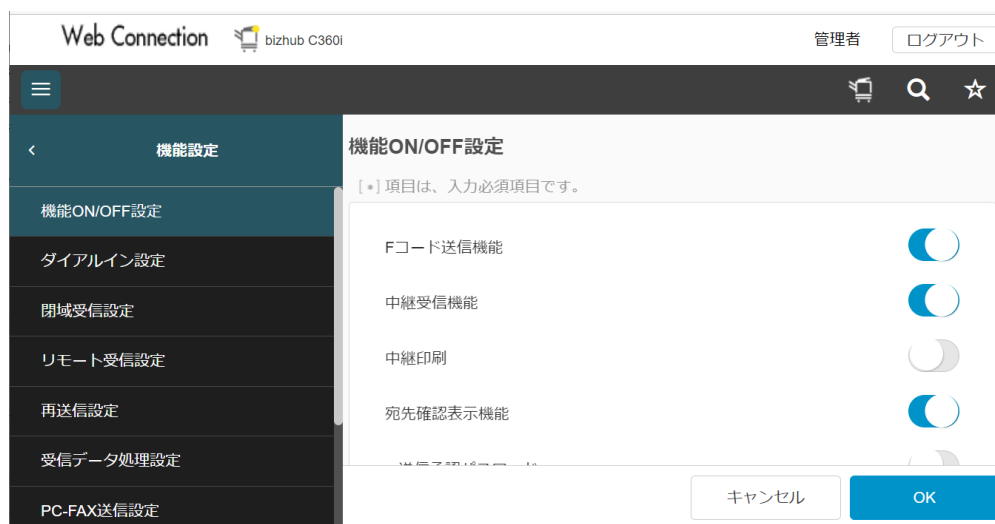 Web Connection
bizhub C360i
管理者
ログアウト
機能設定
機能ON/OFF設定
ダイアルイン設定
閉域受信設定
リモート受信設定
再送信設定
受信データ処理設定
PC-FAX送信設定
機能ON/OFF設定
[*] 項目は、入力必須項目です。
Fコード送信機能
中継受信機能
中継印刷
宛先確認表示機能
キャンセル
OK